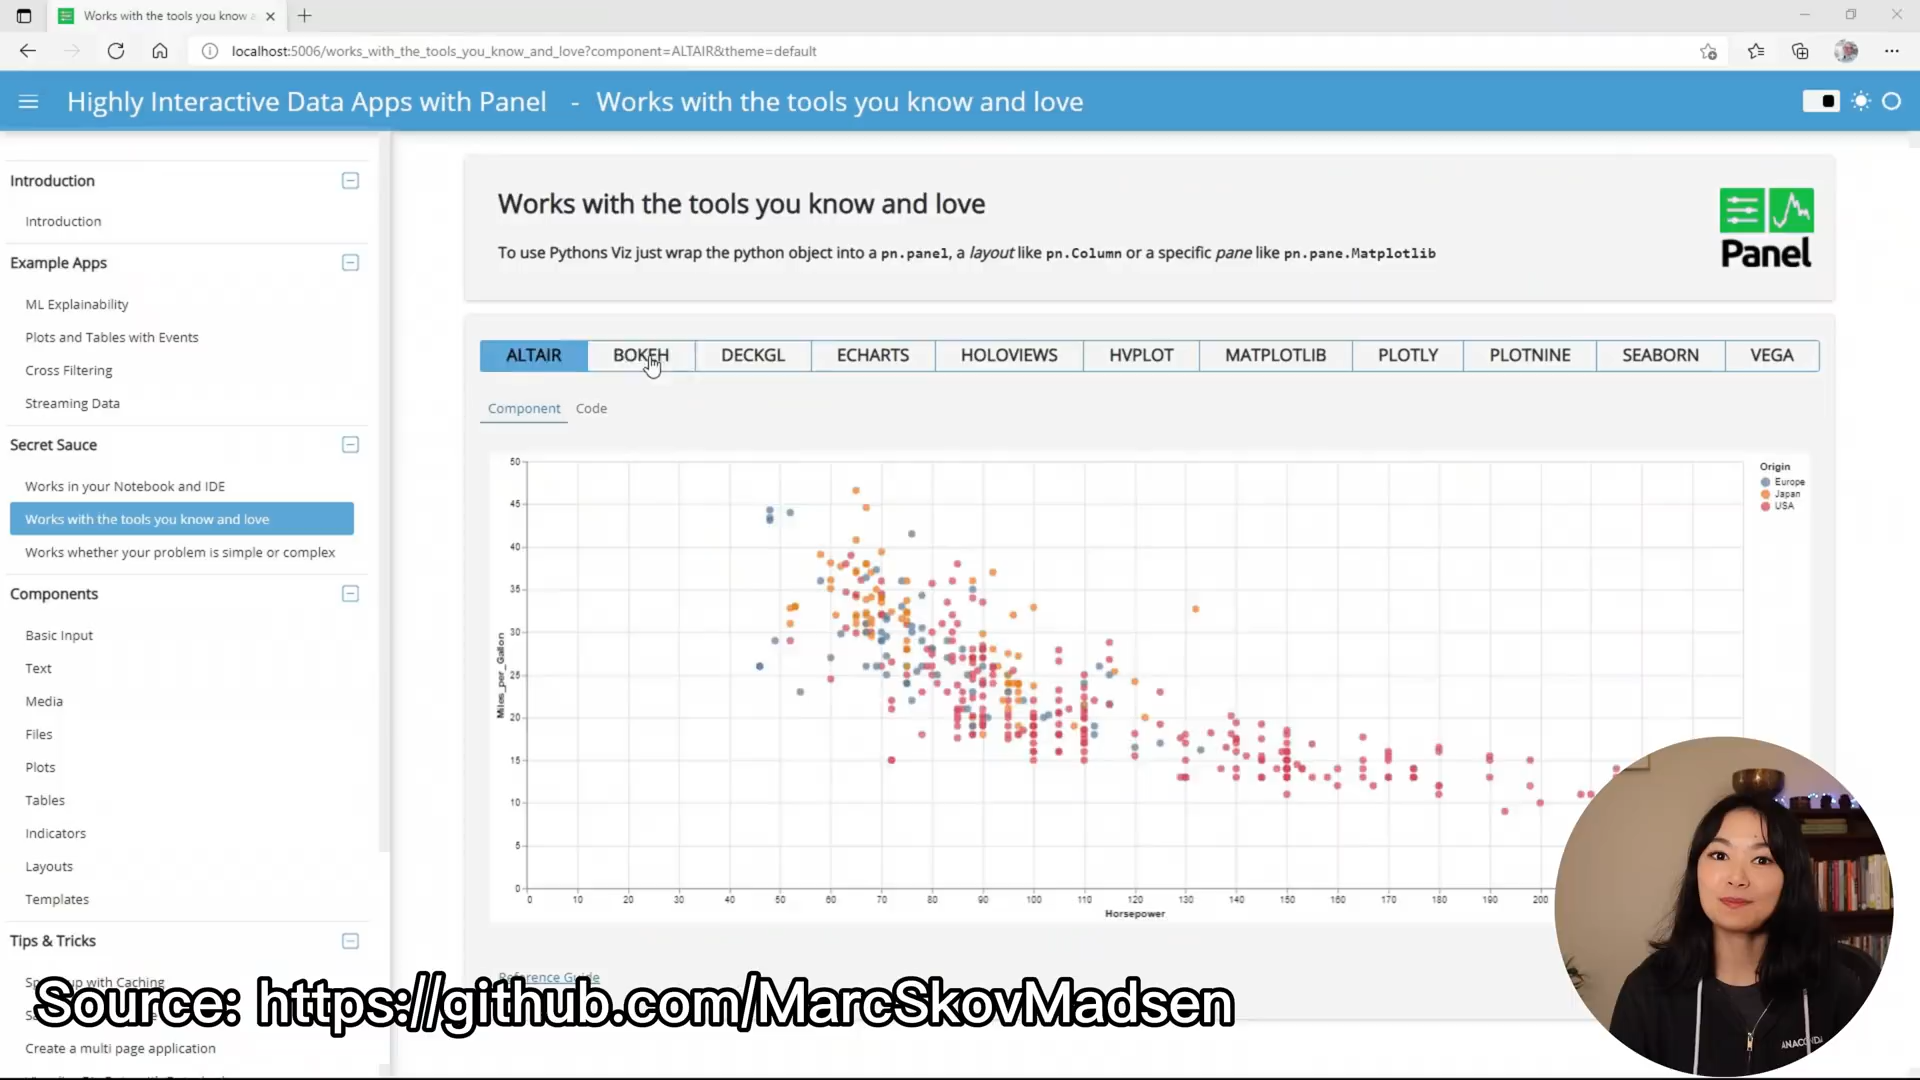 Works with the tools you know a
localhost:5006/works_with_the_tools_you_know_and_love?component=ALTAIR&theme=default
Highly Interactive Data Apps with Panel - Works with the tools you know and love
Introduction
Introduction
Example Apps
ML Explainability
Plots and Tables with Events
Cross Filtering
Streaming Data
Secret Sauce
Works in your Notebook and IDE
Works with the tools you know and love
Works whether your problem is simple or complex
Components
Basic Input
Text
Media
Files
Plots
Tables
Indicators
Layouts
Templates
Tips & Tricks
with Caching
Create a multi page application
Works with the tools you know and love
To use Pythons Viz just wrap the python object into a pn.panel, a layout like pn.Column or a specific pane like pn.pane.Matplotlib
Panel
ALTAIR BOKEH DECKGL ECHARTS HOLOVIEWS HVPLOT MATPLOTLIB PLOTLY PLOTNINE SEABORN VEGA
Component Code
50
45
40
35
30
25
20
15
10
5
0
Miles_per_Gallon
0 10 20 30 40 50 60 70 80 90 100 110 120 130 140 150 160 170 180 190 200
Horsepower
Origin
Europe
Japan
USA
Reference Guide
Source: https://github.com/MarcSkovMadsen
ANACONDA